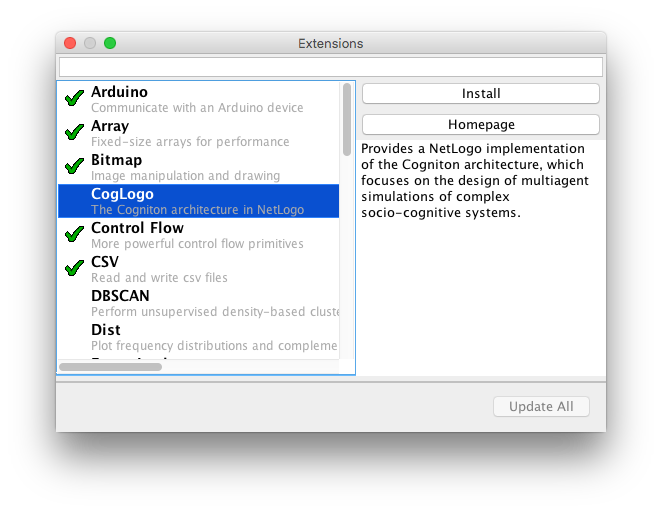 Extensions
Arduino
Communicate with an Arduino device
Array
Fixed-size arrays for performance
Bitmap
Image manipulation and drawing
CogLogo
The Cogniton architecture in NetLogo
Control Flow
More powerful control flow primitives
CSV
Read and write csv files
DBSCAN
Perform unsupervised density-based cluste
Dist
Plot frequency distributions and compleme
Install
Homepage
Provides a NetLogo implementation
of the Cogniton architecture, which
focuses on the design of multiagent
simulations of complex
socio-cognitive systems.
Update All